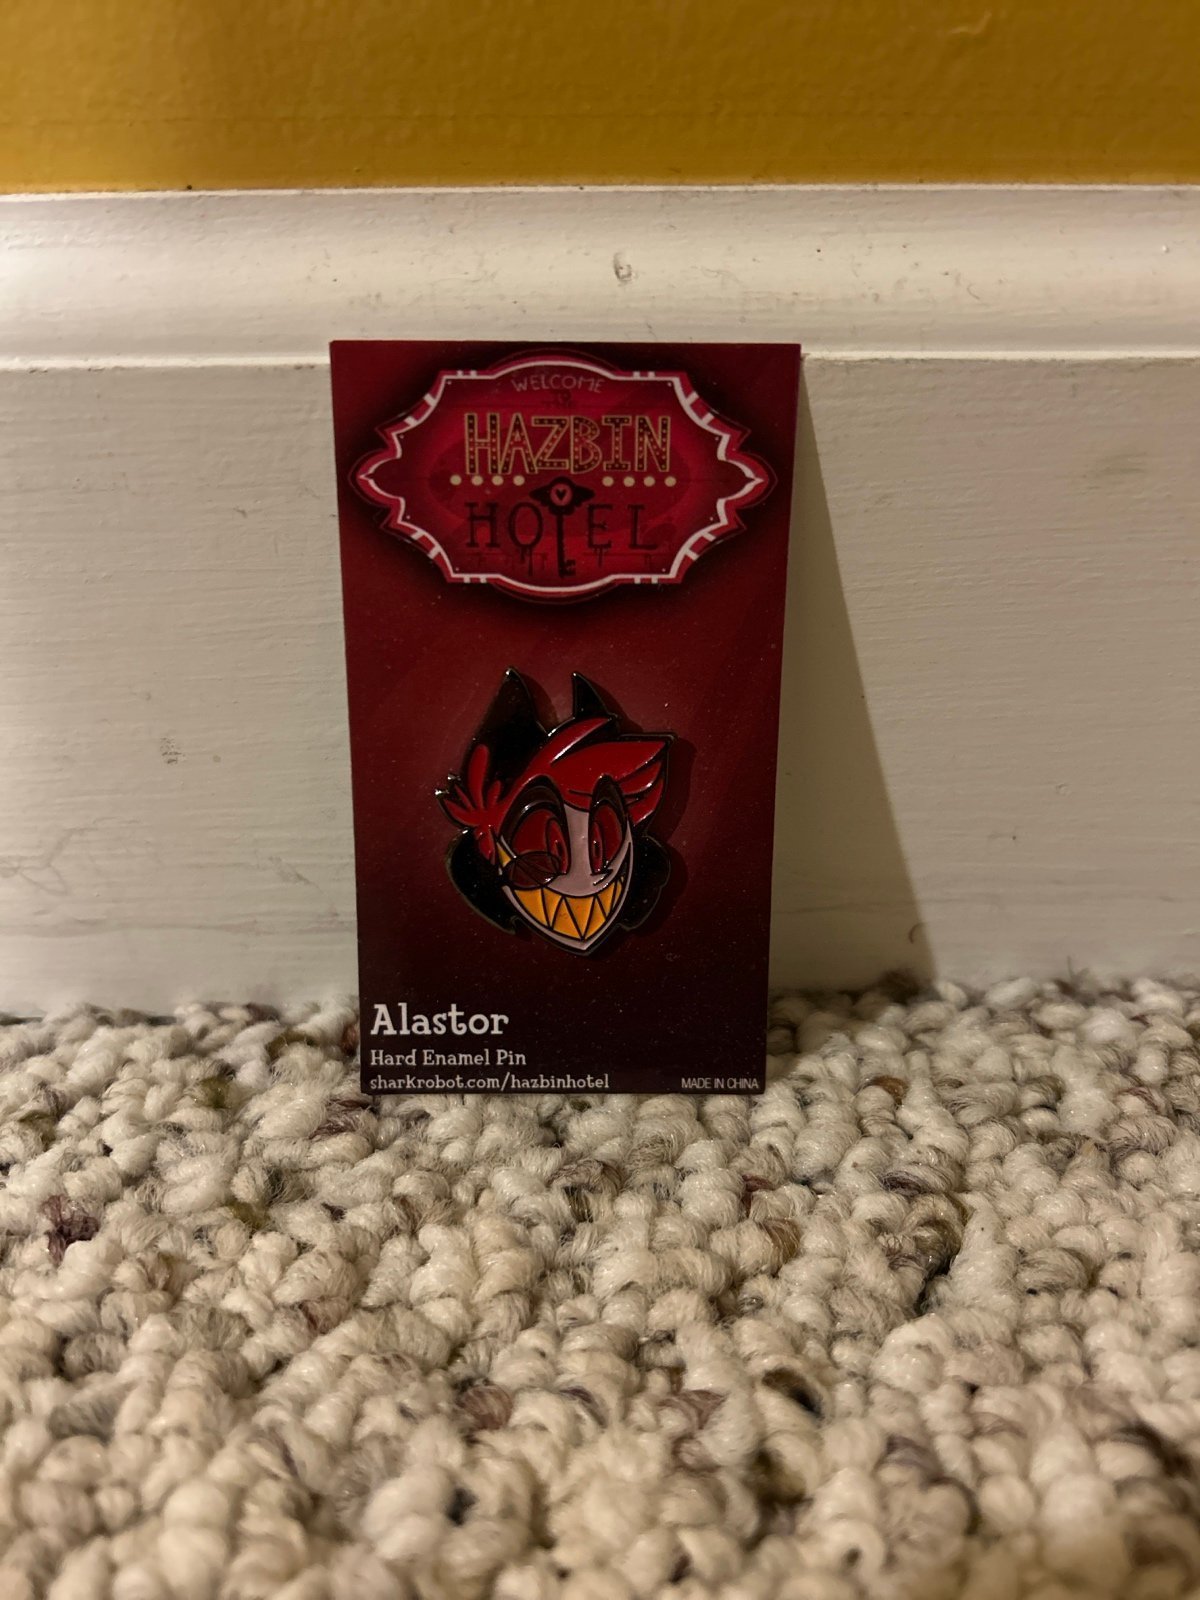 WELCOME
TO
HAZBIN
HOTEL
Alastor
Hard Enamel Pin
sharkrobot.com/hazbinhotel
MADE IN CHINA